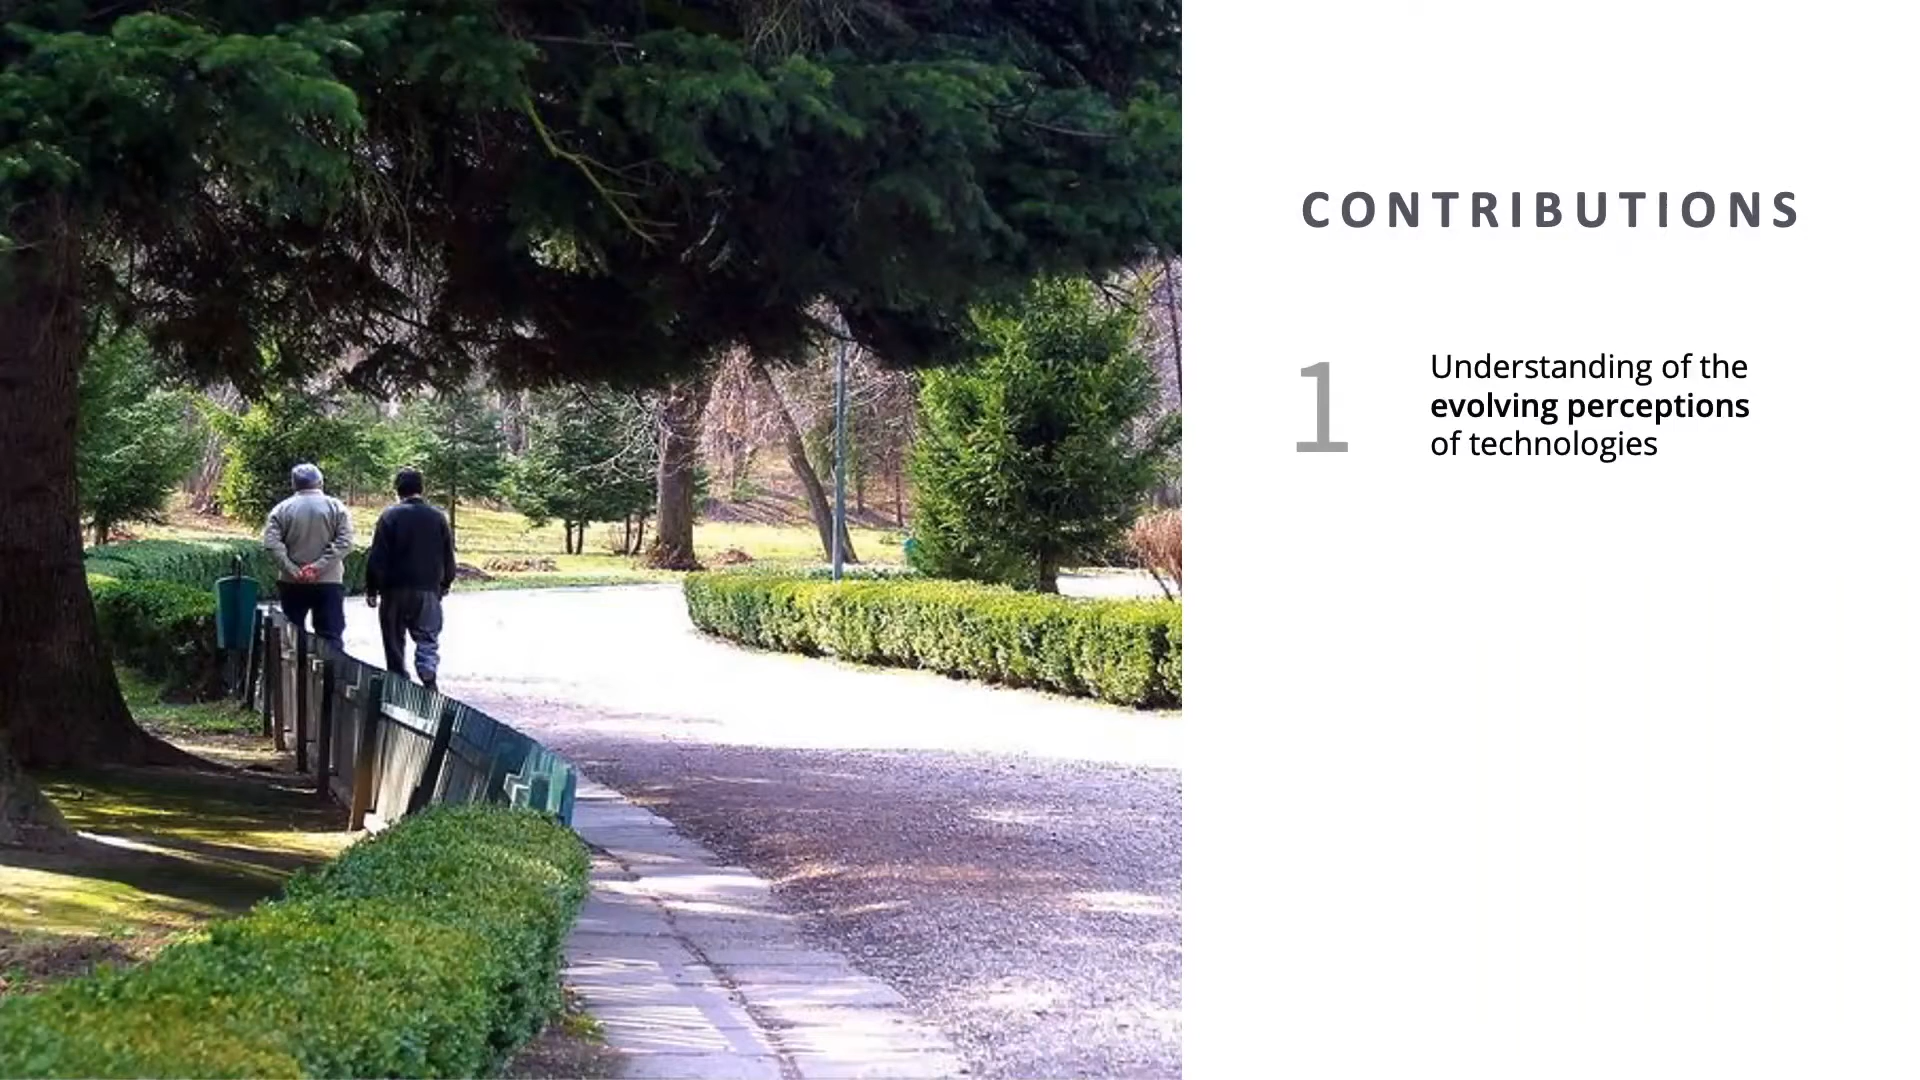 CONTRIBUTIONS
1
Understanding of the
evolving perceptions
of technologies